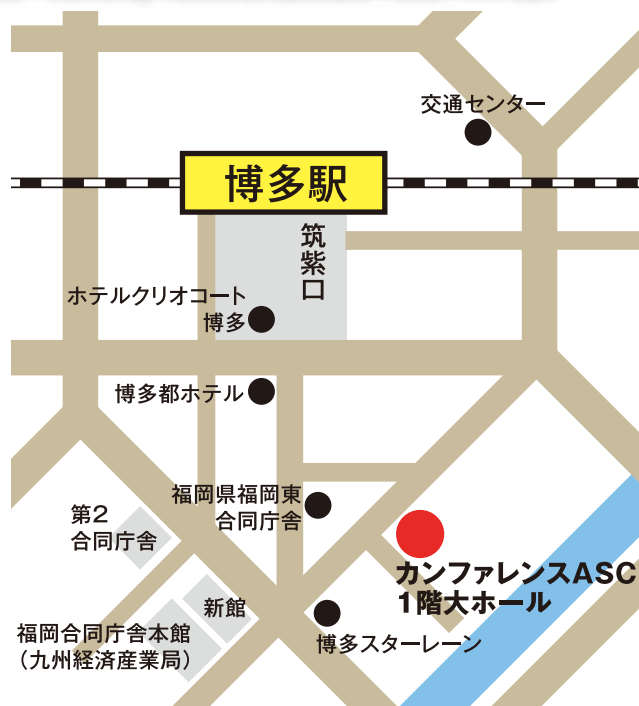 交通センター
博多駅
筑紫口
ホテルクリオコート
博多
博多都ホテル
福岡県福岡東
合同庁舎
第2
合同庁舎
カンファレンスASC
1階大ホール
新館
福岡合同庁舎本館
（九州経済産業局）
博多スターレーン